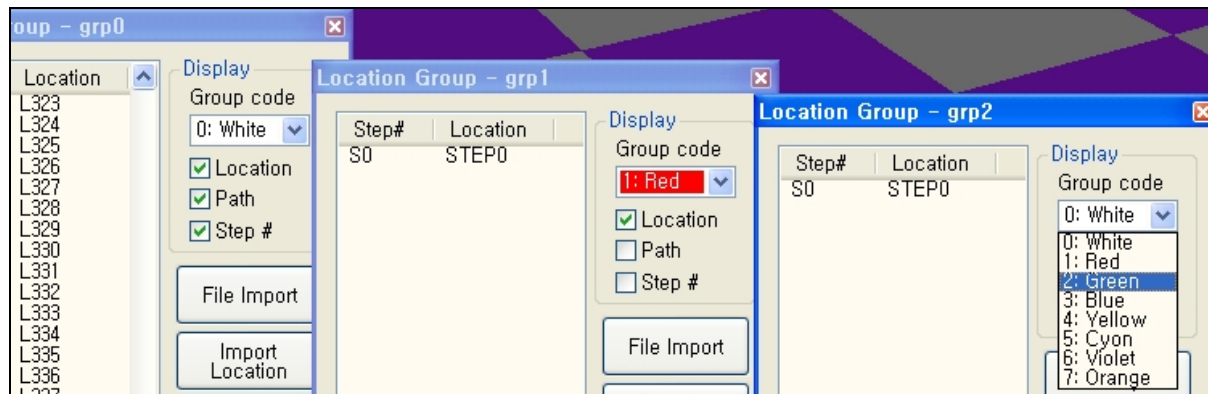 oup - grp0
Location
L323
L324
L325
L326
L327
L328
L329
L330
L331
L332
L333
L334
L335
L336
Display
Group code
0: White
Location
Path
Step #
File Import
Import
Location
Location Group - grp1
Step# Location
S0 STEP0
Display
Group code
1: Red
Location
Path
Step #
File Import
Location Group - grp2
Step# Location
S0 STEP0
Display
Group code
0: White
0: White
1: Red
2: Green
3: Blue
4: Yellow
5: Cyon
6: Violet
7: Orange